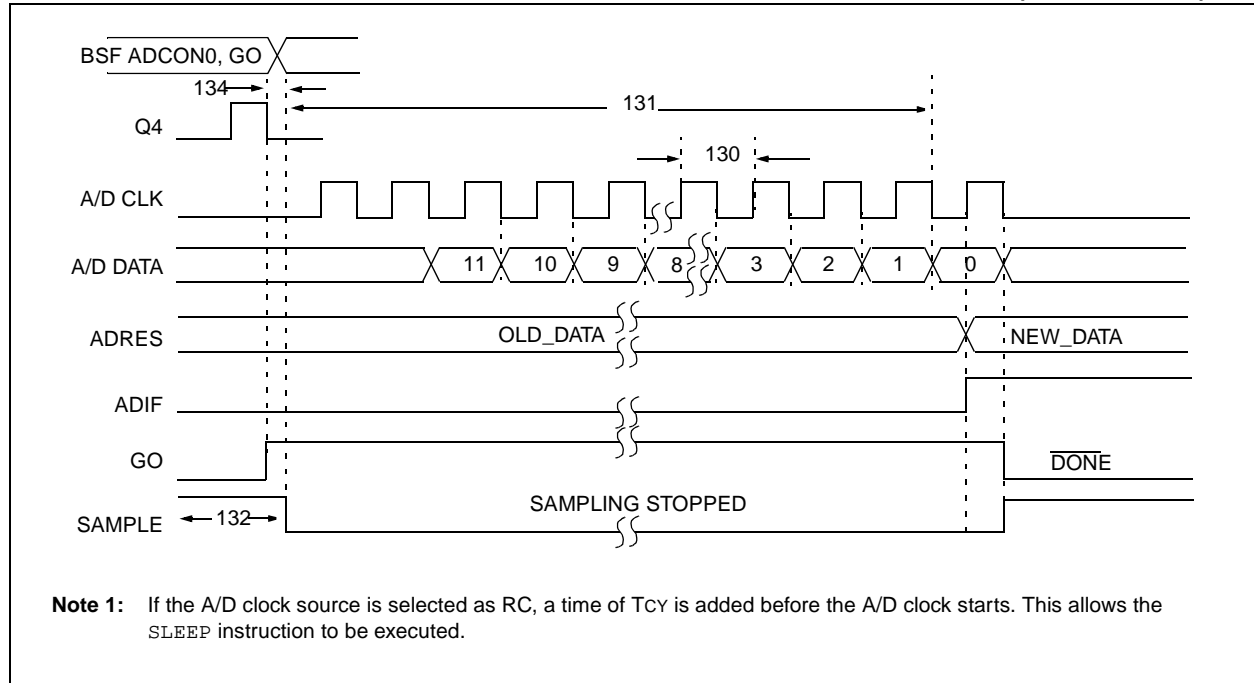 BSF ADCON0, GO
134
131
Q4
130
A/D CLK
A/D DATA 11 10 9 8 3 2 1 0
ADRES OLD_DATA NEW_DATA
ADIF
GO DONE
SAMPLE 132 SAMPLING STOPPED
Note 1: If the A/D clock source is selected as RC, a time of TCY is added before the A/D clock starts. This allows the
SLEEP instruction to be executed.